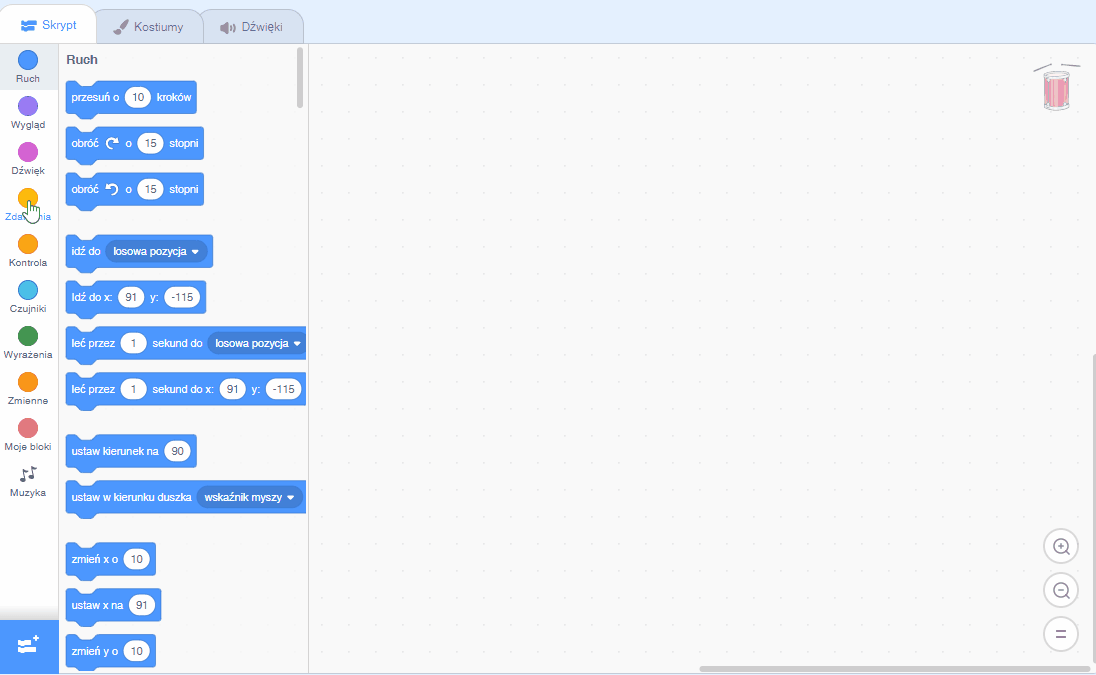 Skrypt
Kostiumy
Dźwięki
Ruch
Wygląd
Dźwięk
Kontrola
Czujniki
Wyrażenia
Zmienne
Moje bloki
Muzyka
Ruch
przesuń o 10 kroków
obróć o 15 stopni
obróć o 15 stopni
idź do losowa pozycja
Idź do x: 91 y: -115
leć przez 1 sekund do losowa pozycja
leć przez 1 sekund do x: 91 y: -115
ustaw kierunek na 90
ustaw w kierunku duszka wskaźnik myszy
zmień x o 10
ustaw x na 91
zmień y o 10